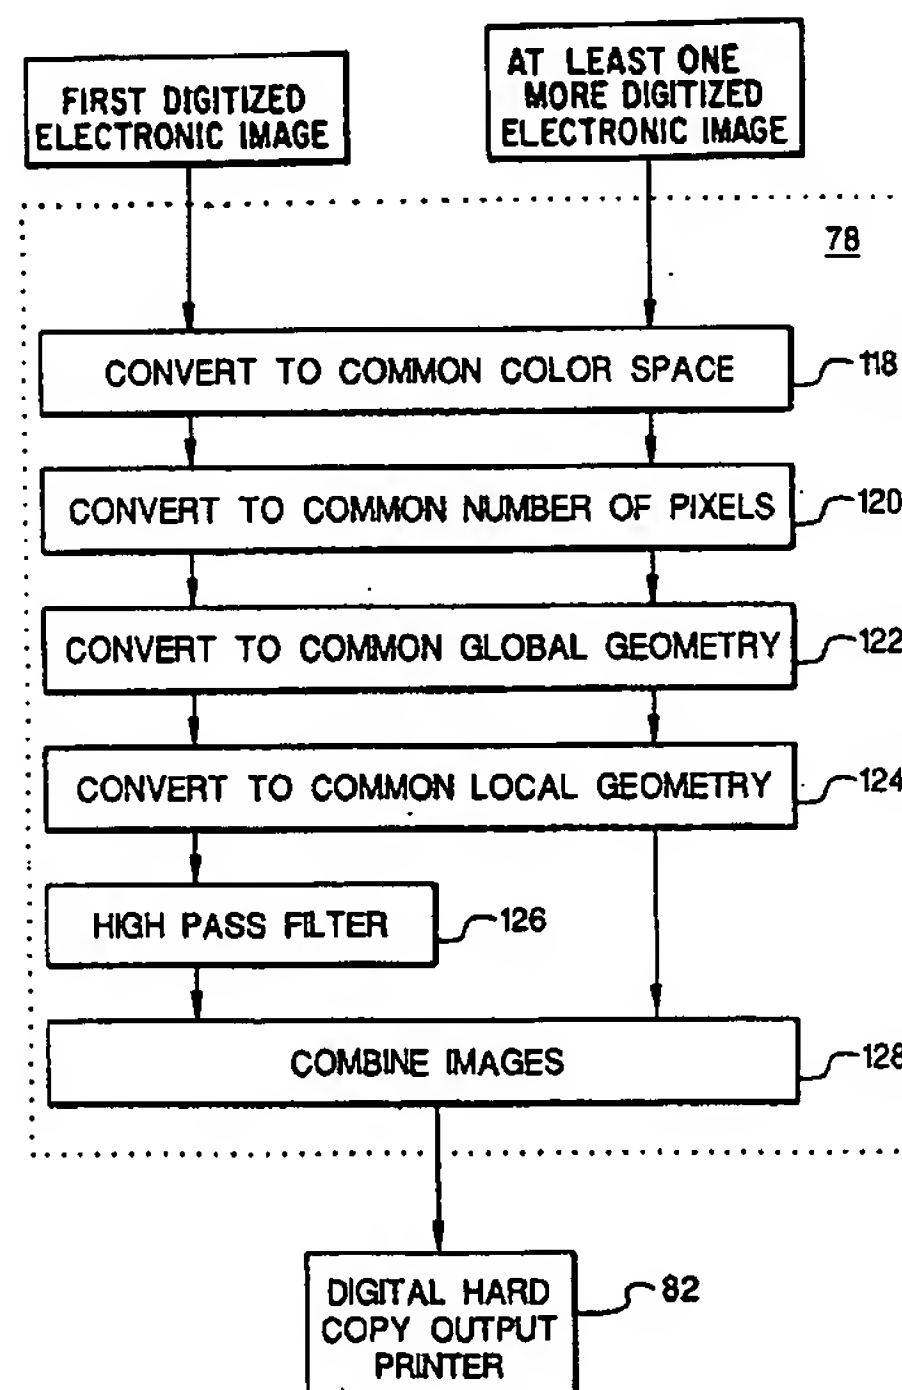 FIRST DIGITIZED
ELECTRONIC IMAGE
AT LEAST ONE
MORE DIGITIZED
ELECTRONIC IMAGE
78
CONVERT TO COMMON COLOR SPACE
118
CONVERT TO COMMON NUMBER OF PIXELS
120
CONVERT TO COMMON GLOBAL GEOMETRY
122
CONVERT TO COMMON LOCAL GEOMETRY
124
HIGH PASS FILTER
126
COMBINE IMAGES
128
DIGITAL HARD
COPY OUTPUT
PRINTER
82